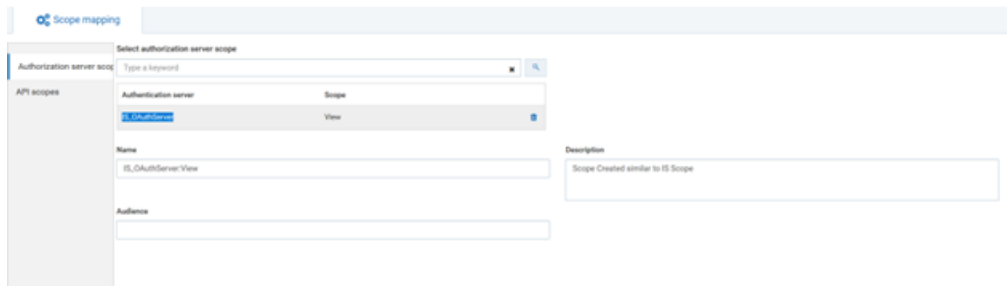 Scope mapping
Select authorization server scope
Authorization server scop
Type a keyword
API scopes
Authentication server Scope
IS_OAuthServer View
Name Description
IS_OAuthServer:View Scope Created similar to IS Scope
Audience